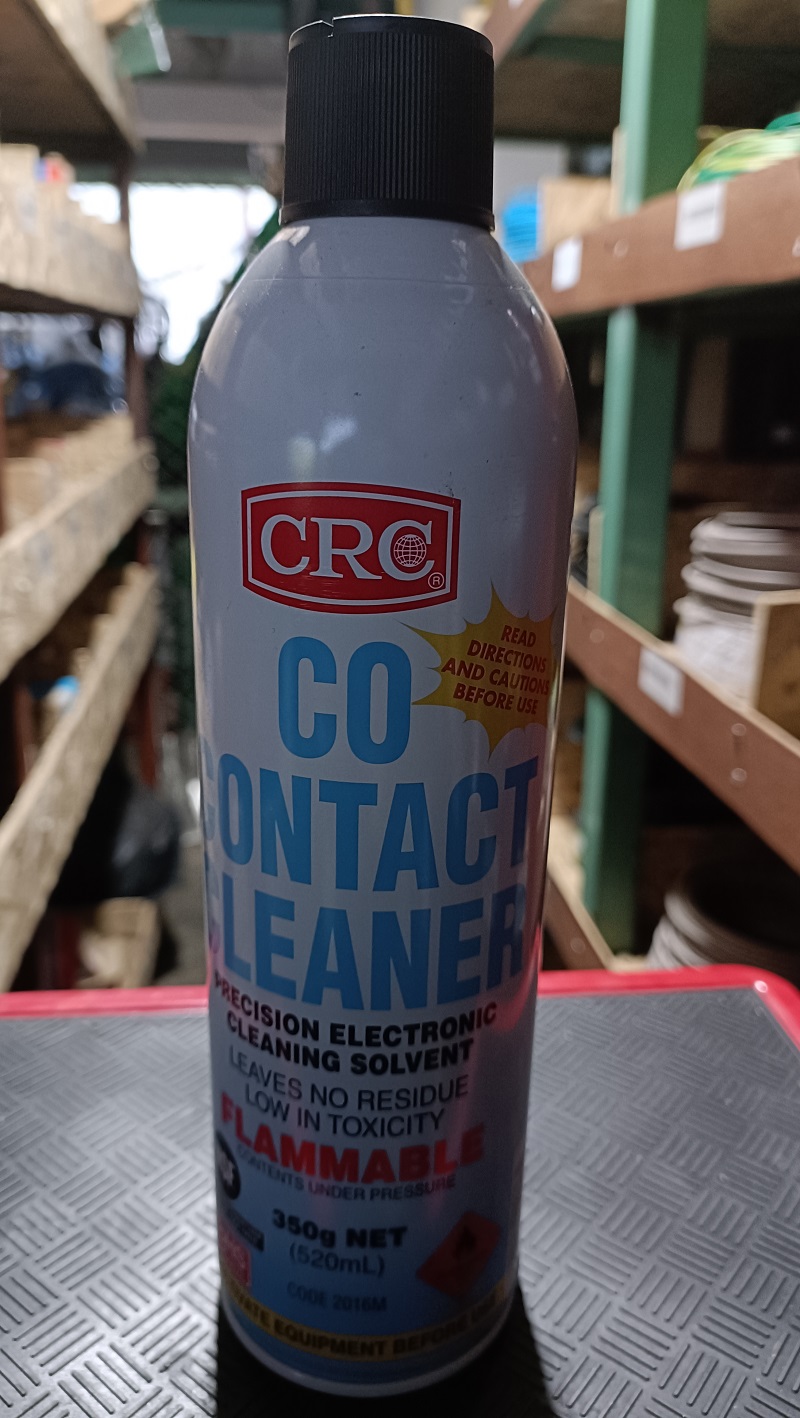 CRC
®
READ
DIRECTIONS
AND CAUTIONS
BEFORE USE
CO
CONTACT
CLEANER
PRECISION ELECTRONIC
CLEANING SOLVENT
LEAVES NO RESIDUE
LOW IN TOXICITY
FLAMMABLE
CONTENTS UNDER PRESSURE
350g NET
(520mL)
CODE 2016M
EQUIPMENT BEFORE